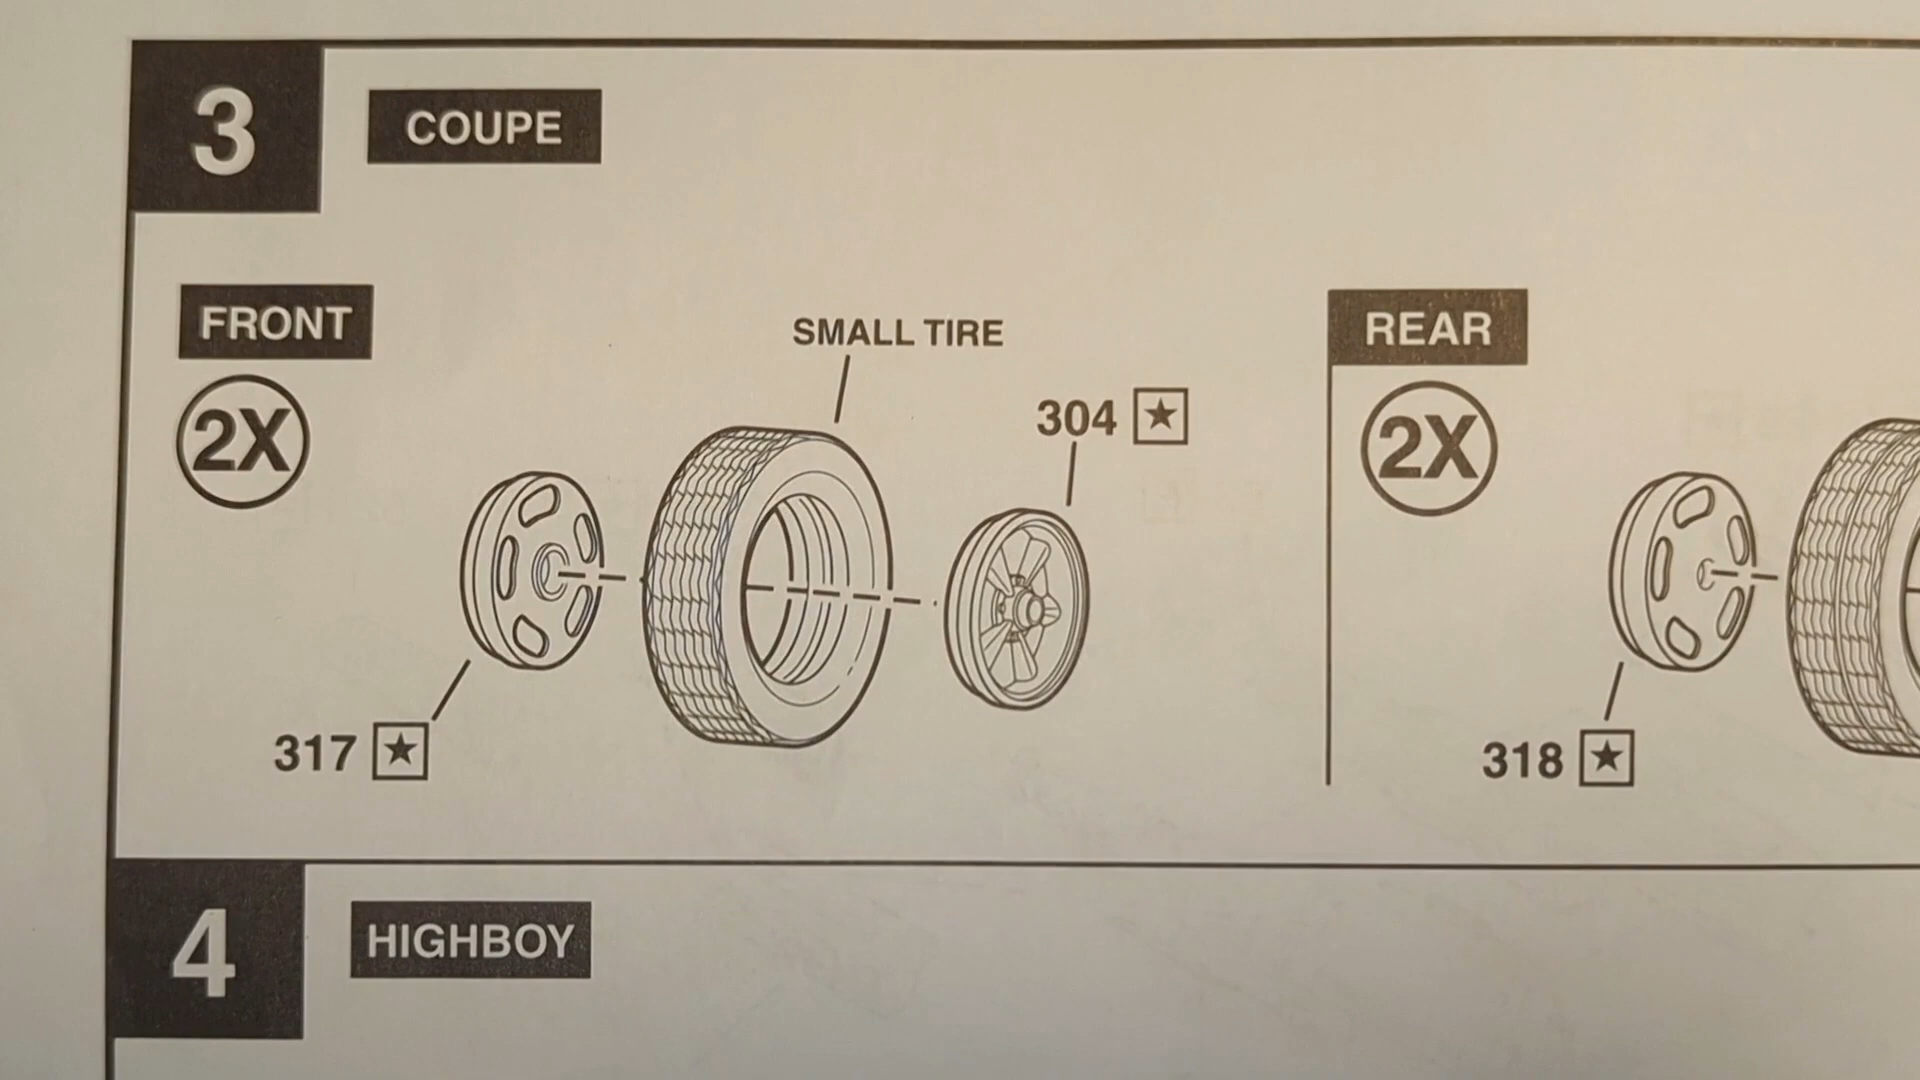 3
COUPE
FRONT
2X
SMALL TIRE
304 ★
317 ★
REAR
2X
318 ★
4
HIGHBOY